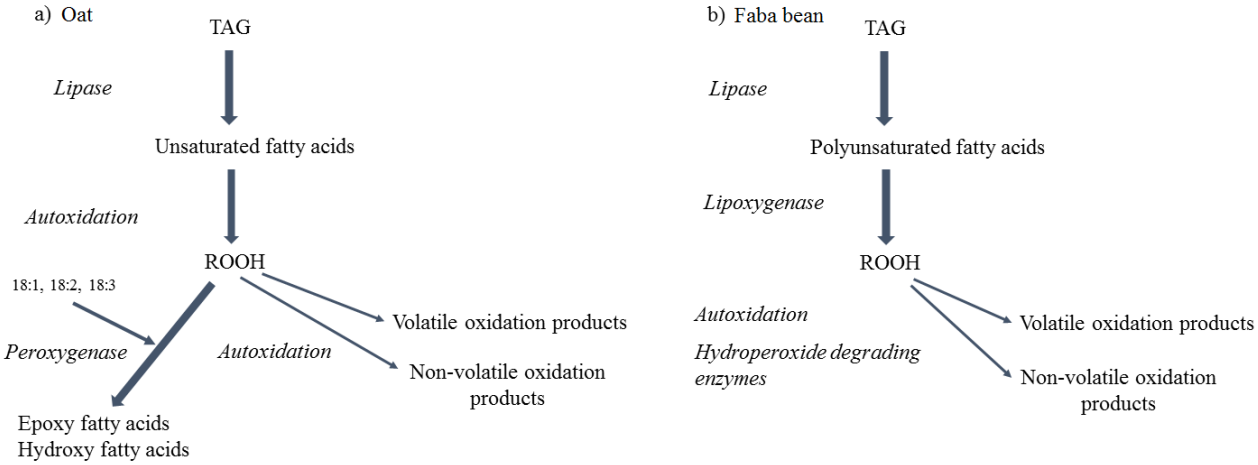 a) Oat
TAG
Lipase
Unsaturated fatty acids
Autoxidation
ROOH
18:1, 18:2, 18:3
Peroxygenase
Autoxidation
Volatile oxidation products
Non-volatile oxidation
products
Epoxy fatty acids
Hydroxy fatty acids
b) Faba bean
TAG
Lipase
Polyunsaturated fatty acids
Lipoxygenase
ROOH
Autoxidation
Hydroperoxide degrading
enzymes
Volatile oxidation products
Non-volatile oxidation
products